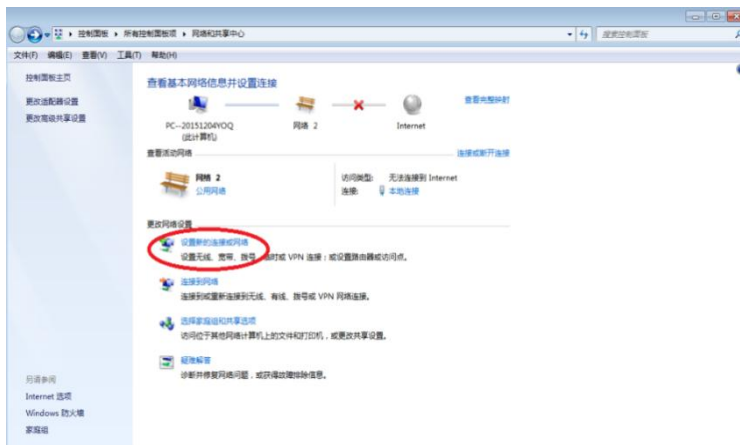 控制面板 ▸ 所有控制面板项 ▸ 网络和共享中心
搜索控制面板
文件(F) 编辑(E) 查看(V) 工具(T) 帮助(H)
控制面板主页
更改适配器设置
更改高级共享设置
查看基本网络信息并设置连接
查看完整映射
PC--20151204YOQ
(此计算机)
网络 2
Internet
查看活动网络
连接或断开连接
网络 2
公用网络
访问类型: 无法连接到 Internet
连接: 本地连接
更改网络设置
设置新的连接或网络
设置无线、宽带、拨号、临时或 VPN 连接；或设置路由器或访问点。
连接到网络
连接到或重新连接到无线、有线、拨号或 VPN 网络连接。
选择家庭组和共享选项
访问位于其他网络计算机上的文件和打印机，或更改共享设置。
疑难解答
诊断并修复网络问题，或获得故障排除信息。
另请参阅
Internet 选项
Windows 防火墙
家庭组